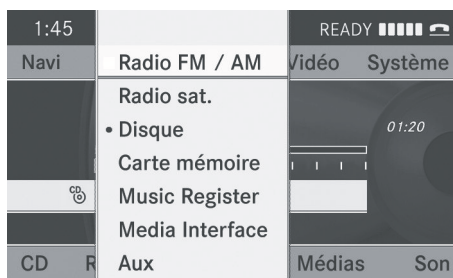 1:45 READY
Navi Radio FM / AM Vidéo Système
Radio sat.
• Disque 01:20
Carte mémoire
CD Music Register
Media Interface
CD R Aux Médias Son